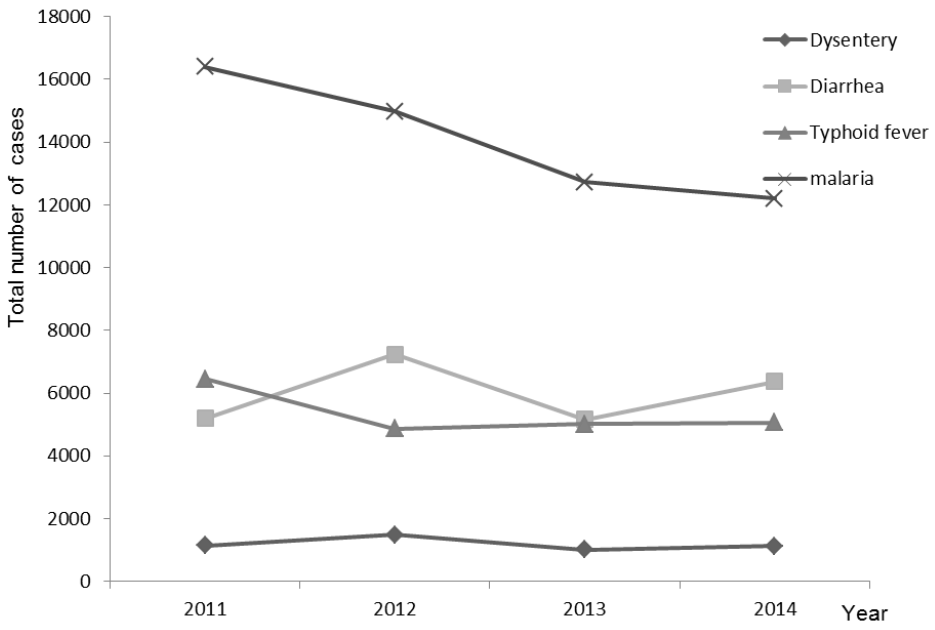 18000
16000
14000
12000
10000
8000
6000
4000
2000
0
Total number of cases
Dysentery
Diarrhea
Typhoid fever
malaria
2011 2012 2013 2014 Year